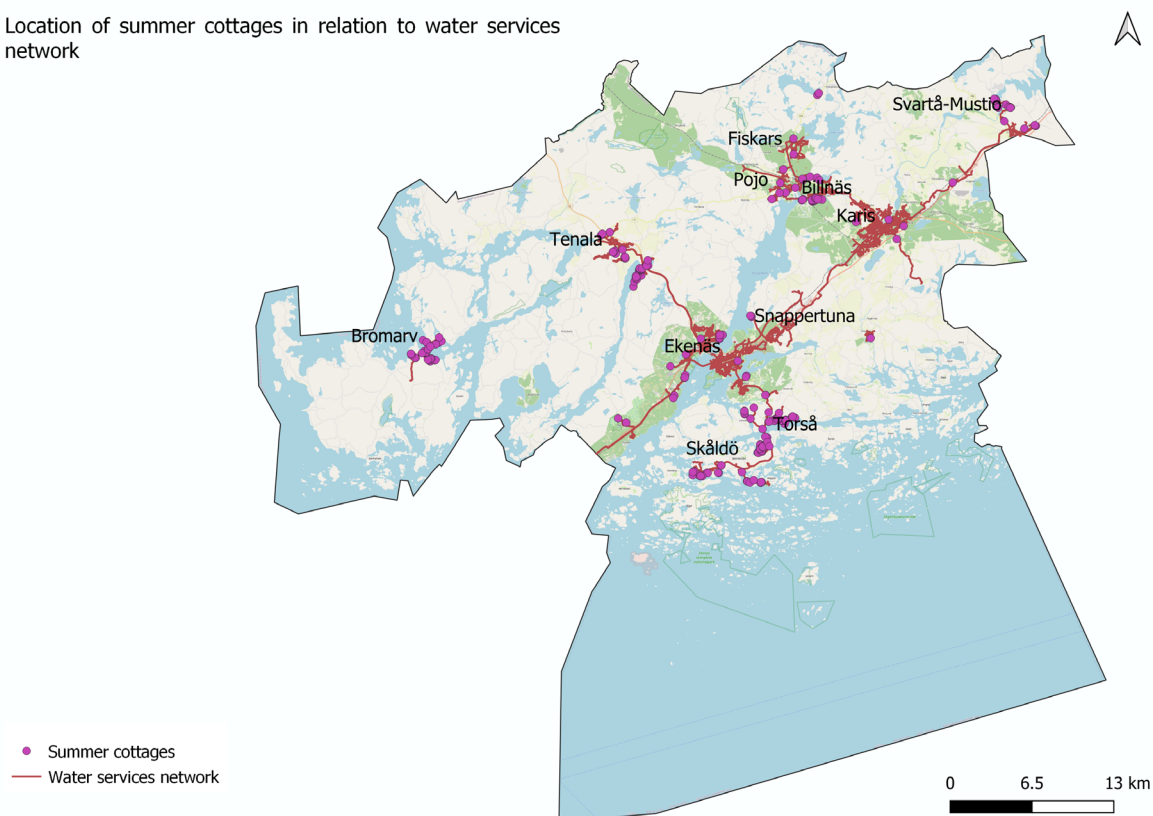 Location of summer cottages in relation to water services
network
Svartå-Mustio
Fiskars
Pojo
Billnäs
Karis
Tenala
Snappertuna
Bromarv
Ekenäs
Torså
Skåldö
Summer cottages
Water services network
0 6.5 13 km